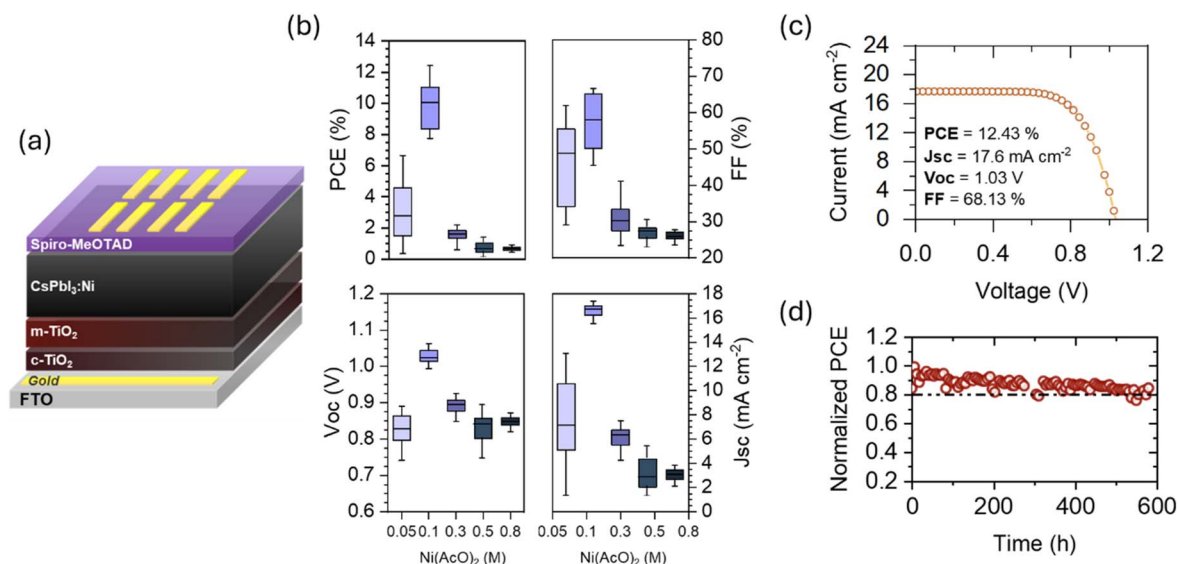 (a)
Spiro-MeOTAD
CsPbI₃:Ni
m-TiO₂
c-TiO₂
Gold
FTO
(b)
14
12
10
8
6
4
2
0
PCE (%)
80
70
60
50
40
30
20
FF (%)
1.2
1.1
1.0
0.9
0.8
0.7
0.6
Voc (V)
18
16
14
12
10
8
6
4
2
0
Jsc (mA cm⁻²)
0.05 0.1 0.3 0.5 0.8
Ni(AcO)₂ (M)
0.05 0.1 0.3 0.5 0.8
Ni(AcO)₂ (M)
(c)
24
20
16
12
8
4
0
Current (mA cm⁻²)
PCE = 12.43 %
Jsc = 17.6 mA cm⁻²
Voc = 1.03 V
FF = 68.13 %
0.0 0.4 0.8 1.2
Voltage (V)
(d)
1.2
1.0
0.8
0.6
0.4
0.2
Normalized PCE
0 200 400 600
Time (h)